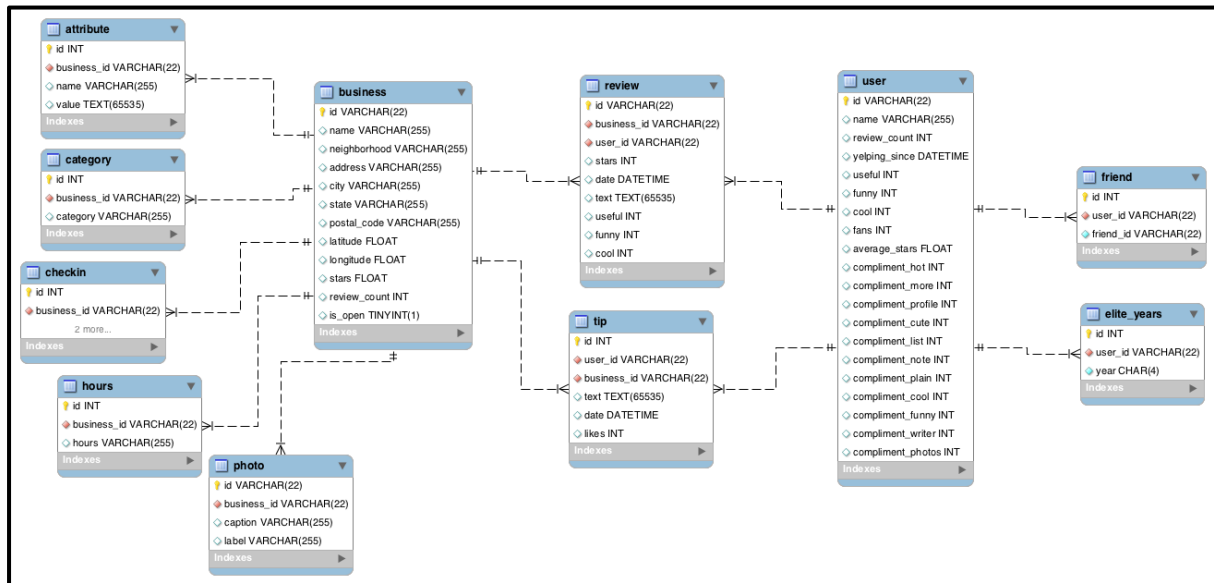 attribute
id INT
business_id VARCHAR(22)
name VARCHAR(255)
value TEXT(65535)
Indexes
category
id INT
business_id VARCHAR(22)
category VARCHAR(255)
Indexes
checkin
id INT
business_id VARCHAR(22)
2 more...
Indexes
hours
id INT
business_id VARCHAR(22)
hours VARCHAR(255)
Indexes
photo
id VARCHAR(22)
business_id VARCHAR(22)
caption VARCHAR(255)
label VARCHAR(255)
Indexes
business
id VARCHAR(22)
name VARCHAR(255)
neighborhood VARCHAR(255)
address VARCHAR(255)
city VARCHAR(255)
state VARCHAR(255)
postal_code VARCHAR(255)
latitude FLOAT
longitude FLOAT
stars FLOAT
review_count INT
is_open TINYINT(1)
Indexes
review
id VARCHAR(22)
business_id VARCHAR(22)
user_id VARCHAR(22)
stars INT
date DATETIME
text TEXT(65535)
useful INT
funny INT
cool INT
Indexes
tip
id INT
user_id VARCHAR(22)
business_id VARCHAR(22)
text TEXT(65535)
date DATETIME
likes INT
Indexes
user
id VARCHAR(22)
name VARCHAR(255)
review_count INT
yelping_since DATETIME
useful INT
funny INT
cool INT
fans INT
average_stars FLOAT
compliment_hot INT
compliment_more INT
compliment_profile INT
compliment_cute INT
compliment_list INT
compliment_note INT
compliment_plain INT
compliment_cool INT
compliment_funny INT
compliment_writer INT
compliment_photos INT
Indexes
friend
id INT
user_id VARCHAR(22)
friend_id VARCHAR(22)
Indexes
elite_years
id INT
user_id VARCHAR(22)
year CHAR(4)
Indexes